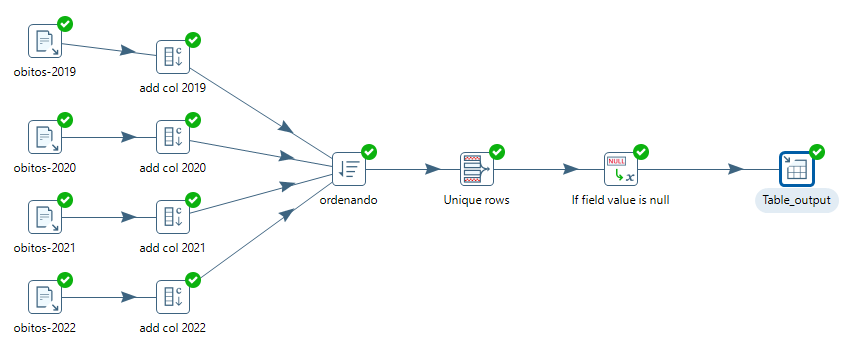 obitos-2019
add col 2019
obitos-2020
add col 2020
ordenando
Unique rows
NULL
x
If field value is null
Table_output
obitos-2021
add col 2021
obitos-2022
add col 2022
c
c
c
c